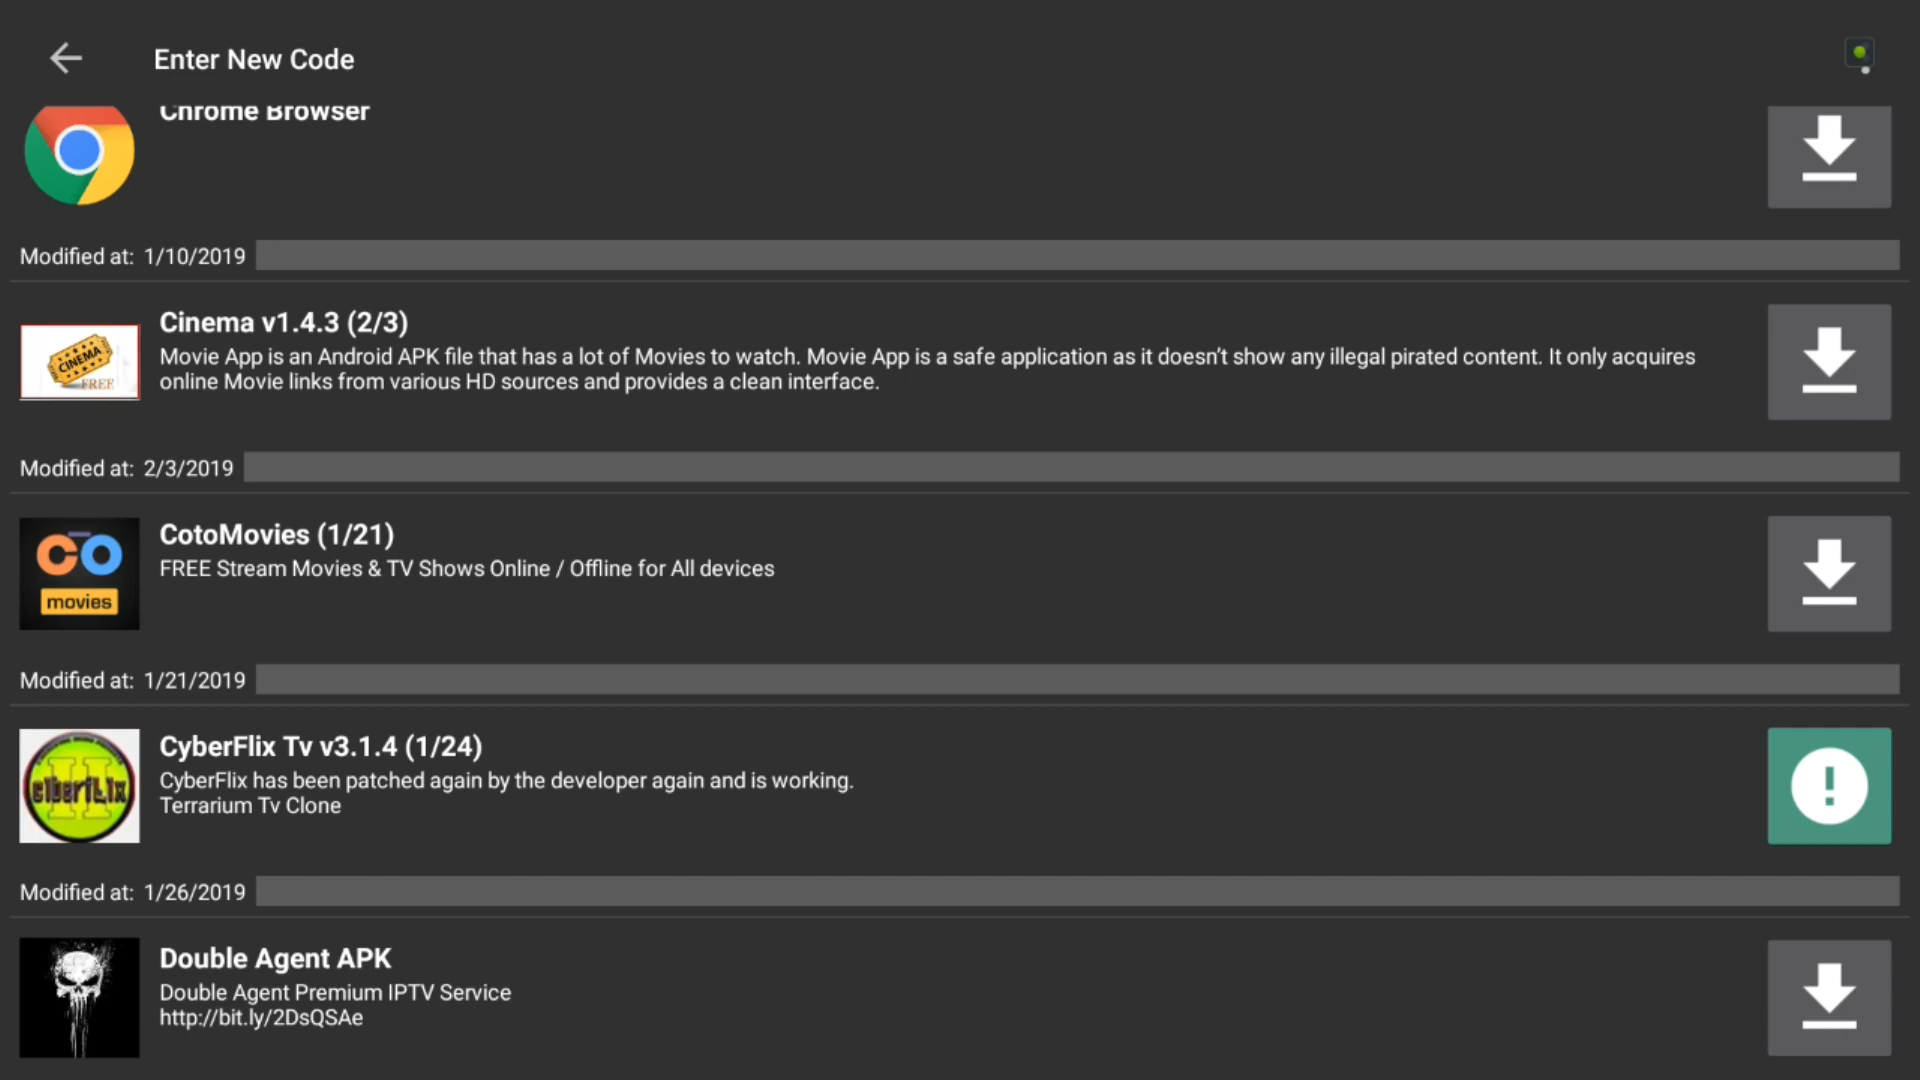 Enter New Code
Chrome Browser
Modified at: 1/10/2019
CINEMA
FREE
Cinema v1.4.3 (2/3)
Movie App is an Android APK file that has a lot of Movies to watch. Movie App is a safe application as it doesn't show any illegal pirated content. It only acquires
online Movie links from various HD sources and provides a clean interface.
Modified at: 2/3/2019
CO
movies
CotoMovies (1/21)
FREE Stream Movies & TV Shows Online / Offline for All devices
Modified at: 1/21/2019
CyberFlix Tv v3.1.4 (1/24)
CyberFlix has been patched again by the developer again and is working.
Terrarium Tv Clone
Modified at: 1/26/2019
Double Agent APK
Double Agent Premium IPTV Service
http://bit.ly/2DsQSAe